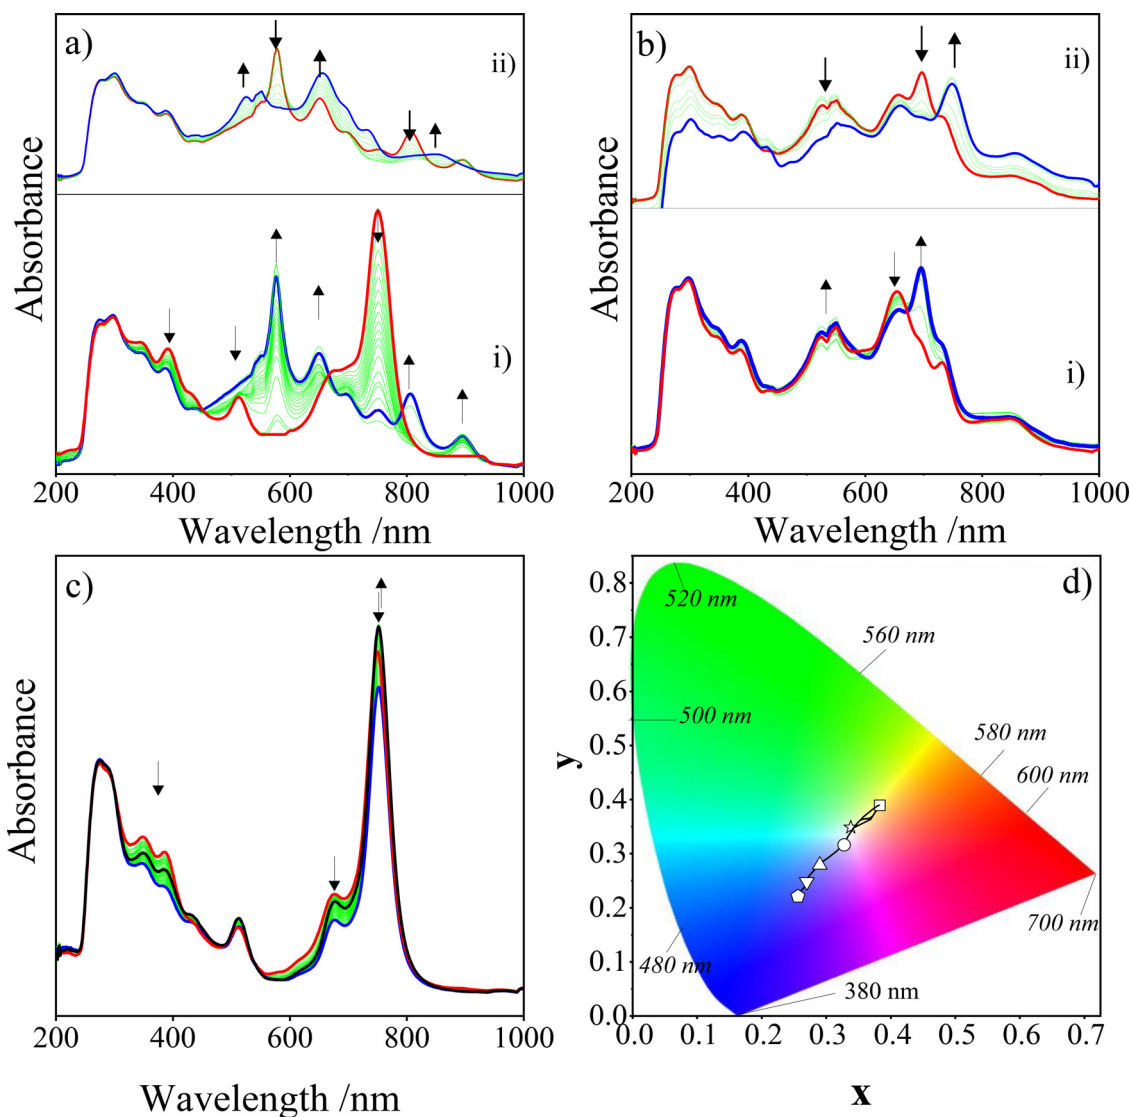 a)
ii)
i)
Absorbance
Absorbance
200 400 600 800 1000
Wavelength /nm
b)
ii)
i)
Absorbance
Absorbance
200 400 600 800 1000
Wavelength /nm
c)
Absorbance
200 400 600 800 1000
Wavelength /nm
d)
0.8
0.7
0.6
0.5
0.4
0.3
0.2
0.1
0.0
y
520 nm
560 nm
500 nm
580 nm
600 nm
700 nm
480 nm
380 nm
0.0 0.1 0.2 0.3 0.4 0.5 0.6 0.7
x